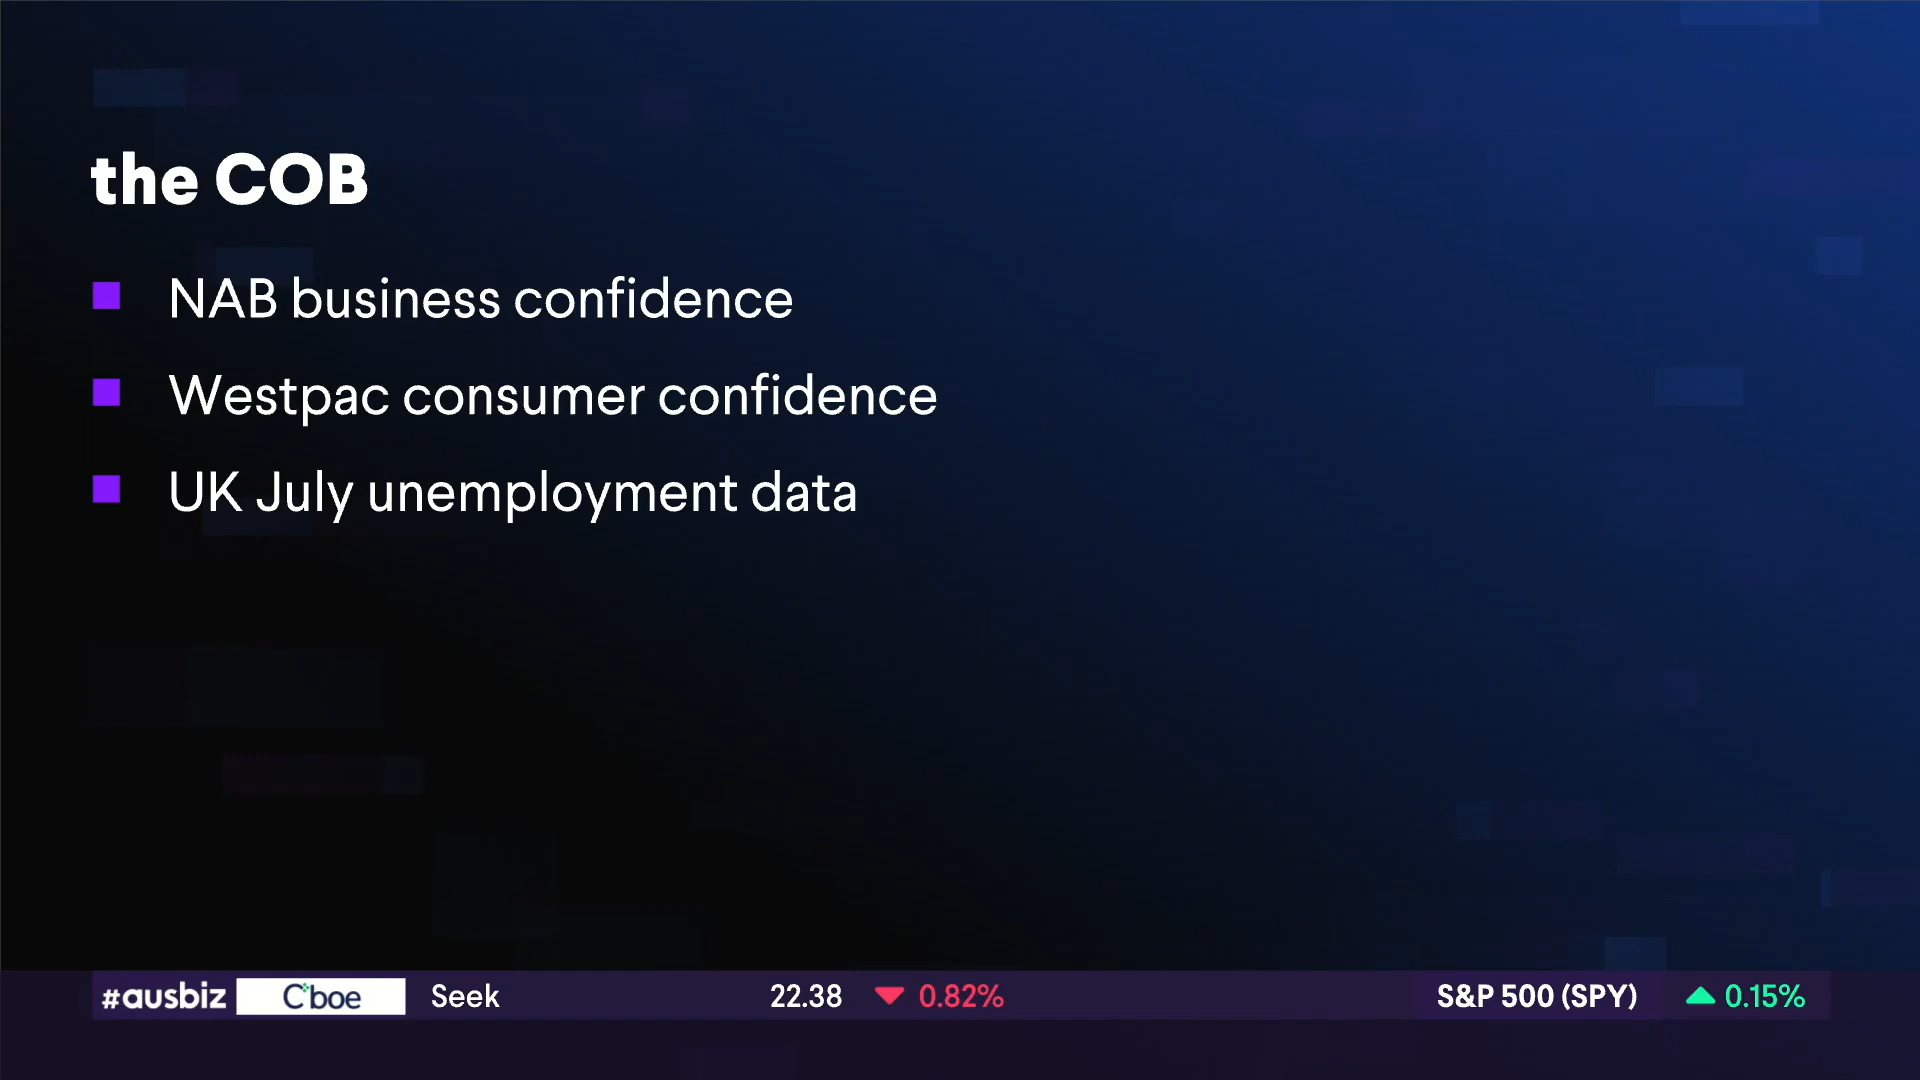 the COB
NAB business confidence
Westpac consumer confidence
UK July unemployment data
#ausbiz Cboe Seek 22.38 0.82% S&P 500 (SPY) 0.15%